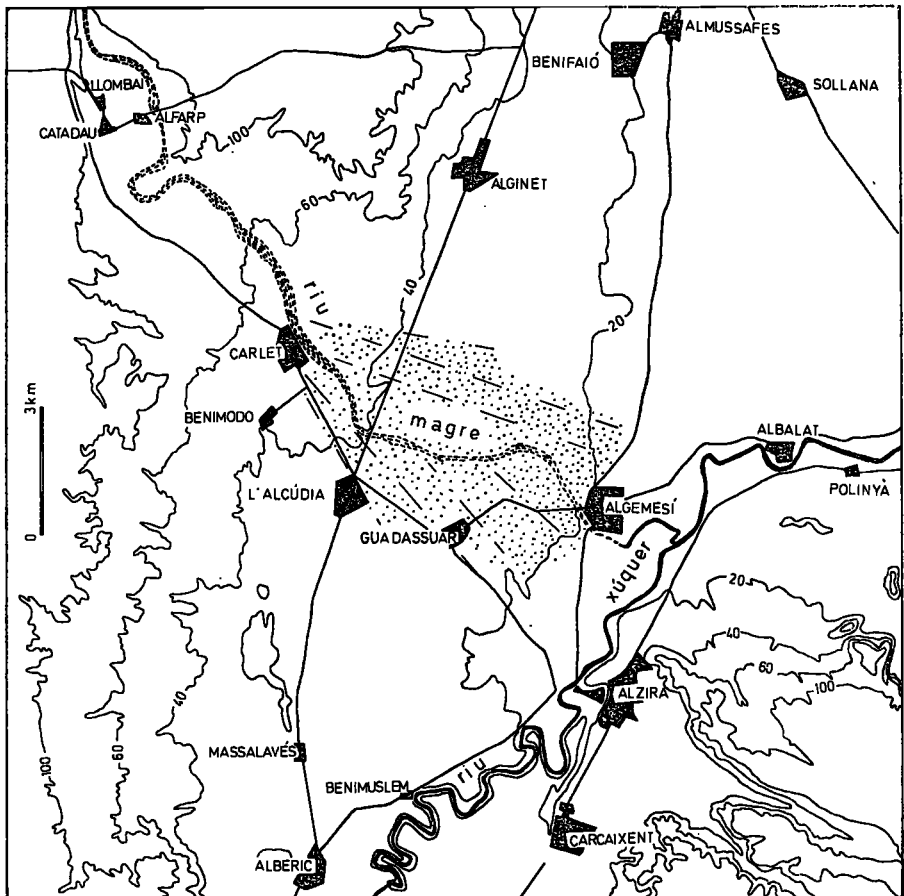 ALMUSSAFES
BENIFAIÓ
SOLLANA
LLOMBAI
CATADAU
ALFARP
100
60
ALGINET
40
riu
20
CARLET
3km
0
BENIMODO
magre
ALBALAT
POLINYÀ
L'ALCÚDIA
ALGEMESÍ
GUADASSUAR
xúquer
20
40
60
100
ALZIRA
40
60
100
MASSALAVÉS
riu
BENIMUSLEM
CARCAIXENT
ALBERIC